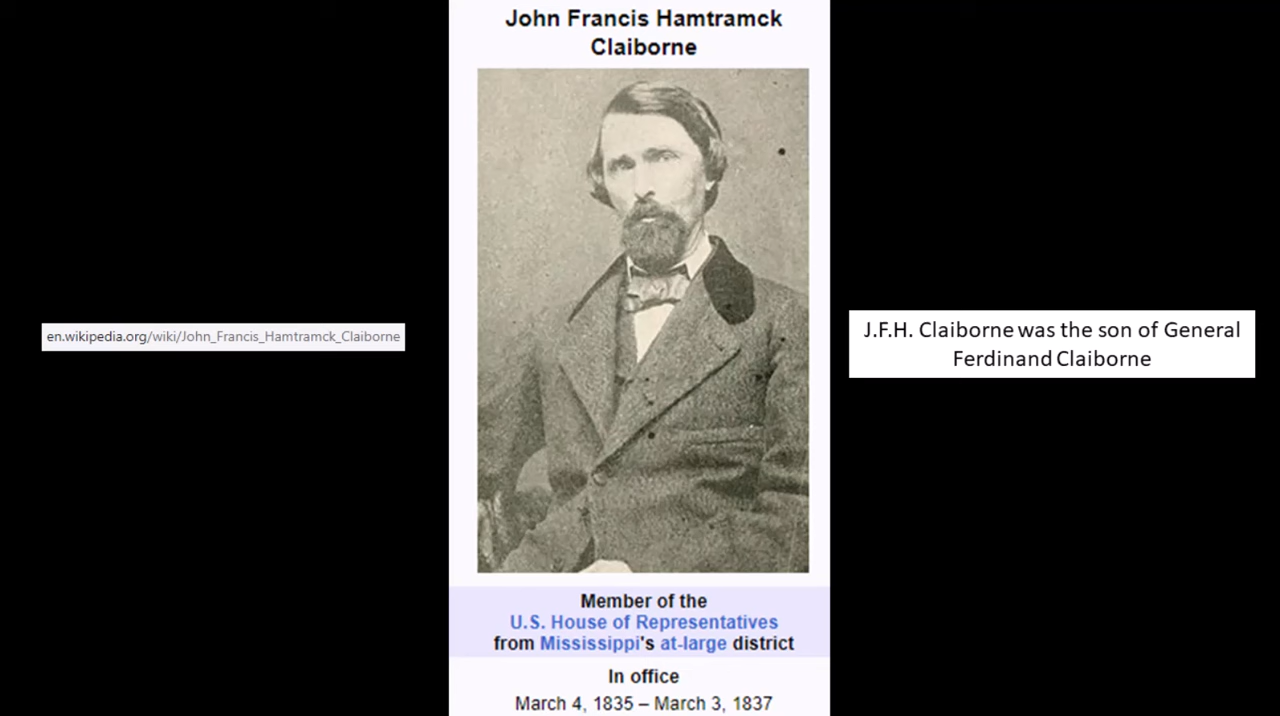 John Francis Hamtramck
Claiborne
en.wikipedia.org/wiki/John_Francis_Hamtramck_Claiborne
J.F.H. Claiborne was the son of General
Ferdinand Claiborne
Member of the
U.S. House of Representatives
from Mississippi's at-large district
In office
March 4, 1835 – March 3, 1837